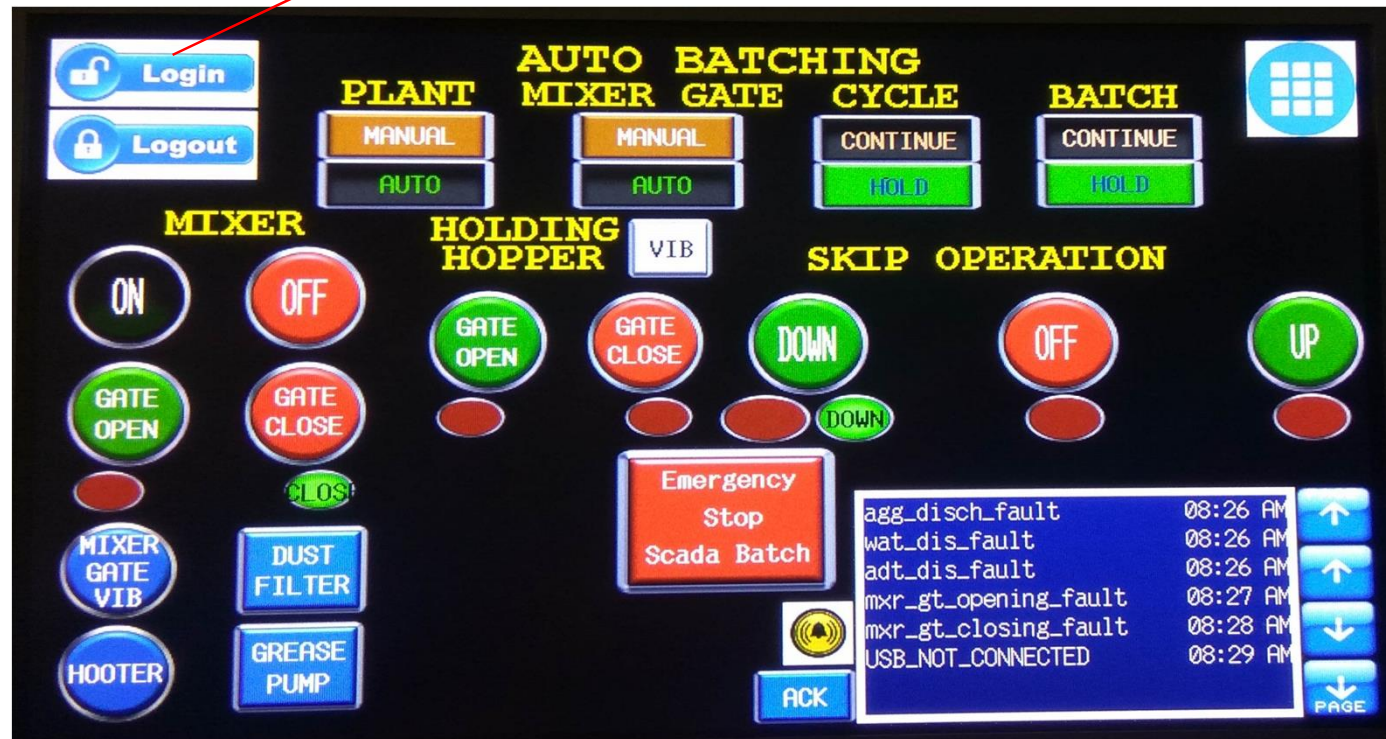 Login
Logout
AUTO BATCHING
PLANT
MANUAL
AUTO
MIXER GATE
MANUAL
AUTO
CYCLE
CONTINUE
HOLD
BATCH
CONTINUE
HOLD
MIXER
ON
OFF
GATE
OPEN
GATE
CLOSE
CLOSE
MIXER
GATE
VIB
DUST
FILTER
HOOTER
GREASE
PUMP
HOLDING
HOPPER
VIB
GATE
OPEN
GATE
CLOSE
SKIP OPERATION
DOWN
OFF
UP
DOWN
Emergency
Stop
Scada Batch
ACK
agg_disch_fault 08:26 AM
wat_dis_fault 08:26 AM
adt_dis_fault 08:26 AM
mxr_gt_opening_fault 08:27 AM
mxr_gt_closing_fault 08:28 AM
USB_NOT_CONNECTED 08:29 AM
PAGE